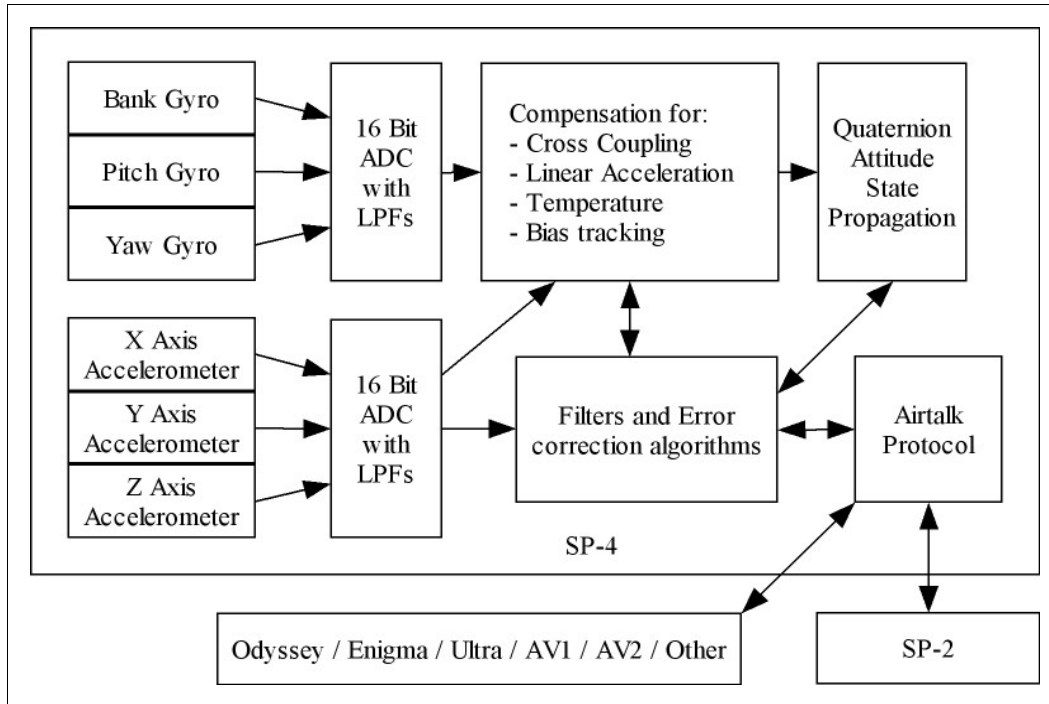 Bank Gyro
Pitch Gyro
Yaw Gyro
16 Bit
ADC
with
LPFs
Compensation for:
- Cross Coupling
- Linear Acceleration
- Temperature
- Bias tracking
Quaternion
Attitude
State
Propagation
X Axis
Accelerometer
Y Axis
Accelerometer
Z Axis
Accelerometer
16 Bit
ADC
with
LPFs
Filters and Error
correction algorithms
Airtalk
Protocol
SP-4
Odyssey / Enigma / Ultra / AV1 / AV2 / Other
SP-2